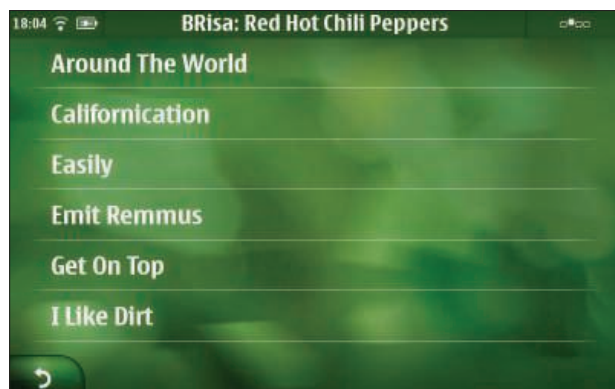 18:04 BRisa: Red Hot Chili Peppers
Around The World
Californication
Easily
Emit Remmus
Get On Top
I Like Dirt